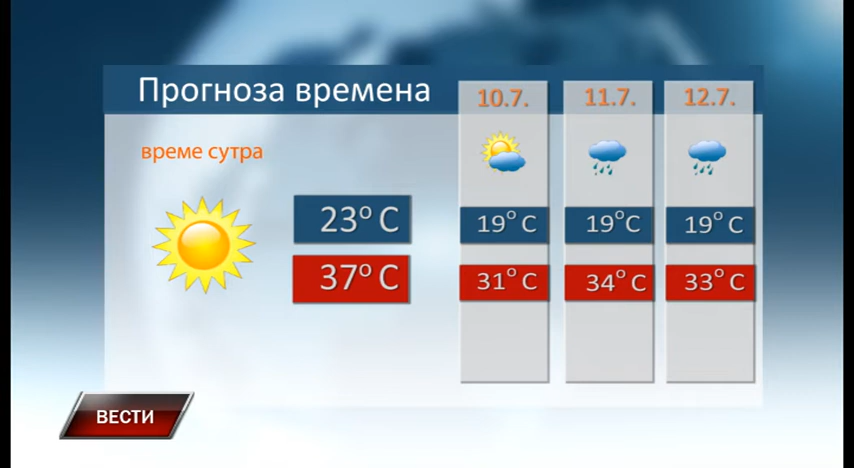 Прогноза времена
време сутра
23° C
37° C
10.7.
19° C
31° C
11.7.
19°C
34° C
12.7.
19° C
33° C
ВЕСТИ